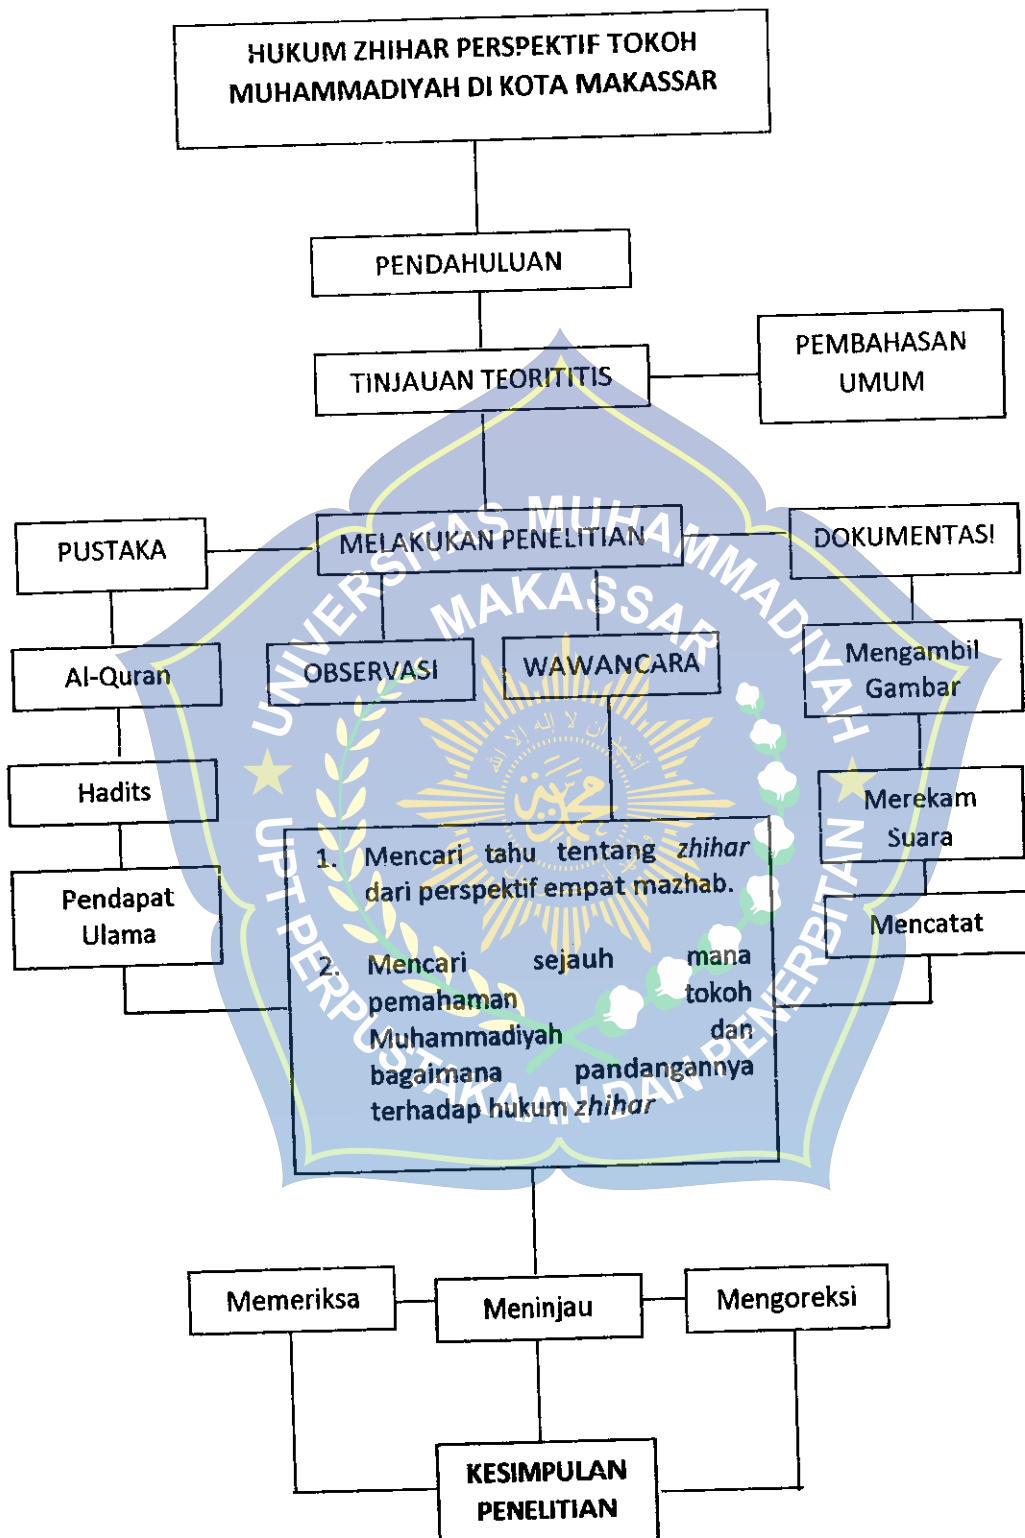 HUKUM ZHIHAR PERSPEKTIF TOKOH
MUHAMMADIYAH DI KOTA MAKASSAR
PENDAHULUAN
TINJAUAN TEORITITIS
PEMBAHASAN
UMUM
PUSTAKA
MELAKUKAN PENELITIAN
DOKUMENTASI
Al-Quran
OBSERVASI
WAWANCARA
Mengambil
Gambar
Hadits
Merekam
Suara
Pendapat
Ulama
Mencatat
1. Mencari tahu tentang zhihar
dari perspektif empat mazhab.
2. Mencari sejauh mana
pemahaman tokoh
Muhammadiyah dan
bagaimana pandangannya
terhadap hukum zhihar
Memeriksa
Meninjau
Mengoreksi
KESIMPULAN
PENELITIAN
UNIVERSITAS MUHAMMADIYAH
MAKASSAR
UPT PERPUSTAKAAN DAN PENERBITAN